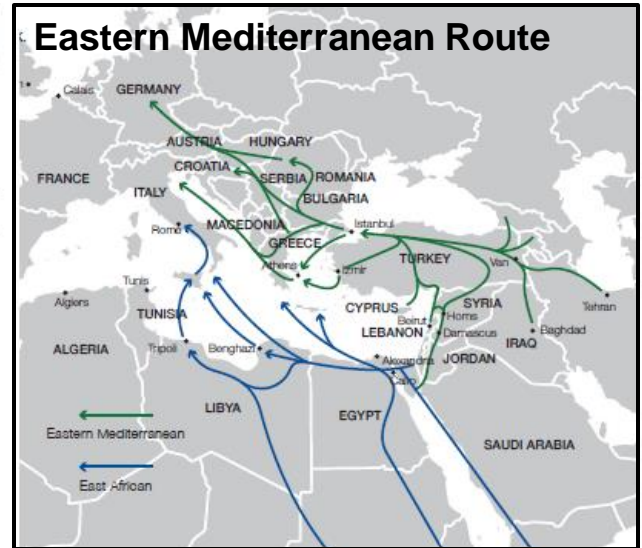 Eastern Mediterranean Route
Calais
GERMANY
AUSTRIA
HUNGARY
CROATIA
SERBIA
ROMANIA
FRANCE
ITALY
BULGARIA
MACEDONIA
Istanbul
Rome
GREECE
Athens
Izmir
TURKEY
Van
Tunis
Algiers
CYPRUS
SYRIA
Tehran
TUNISIA
Beirut
Homs
LEBANON
Damascus
IRAQ
Baghdad
ALGERIA
Tripoli
Benghazi
Alexandria
JORDAN
Cairo
LIBYA
EGYPT
Eastern Mediterranean
SAUDI ARABIA
East African